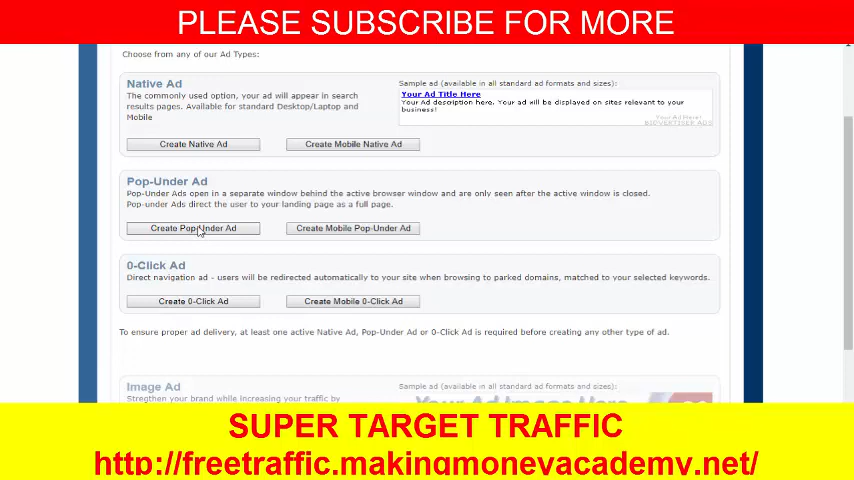 PLEASE SUBSCRIBE FOR MORE
Choose from any of our Ad Types:
Native Ad
The commonly used option, your ad will appear in search
results pages. Available for standard Desktop/Laptop and
Mobile
Sample ad (available in all standard ad formats and sizes):
Your Ad Title Here
Your Ad description here. Your ad will be displayed on sites relevant to your
business!
Your Ad Here!
BIDVERTISER ADS
Create Native Ad
Create Mobile Native Ad
Pop-Under Ad
Pop-Under Ads open in a separate window behind the active browser window and are only seen after the active window is closed.
Pop-under Ads direct the user to your landing page as a full page.
Create Pop-Under Ad
Create Mobile Pop-Under Ad
0-Click Ad
Direct navigation ad - users will be redirected automatically to your site when browsing to parked domains, matched to your selected keywords.
Create 0-Click Ad
Create Mobile 0-Click Ad
To ensure proper ad delivery, at least one active Native Ad, Pop-Under Ad or 0-Click Ad is required before creating any other type of ad.
Image Ad
Stregthen your brand while increasing your traffic by
Sample ad (available in all standard ad formats and sizes):
Your Ad Image Here
SUPER TARGET TRAFFIC
http://freetraffic.makingmoneyacademy.net/